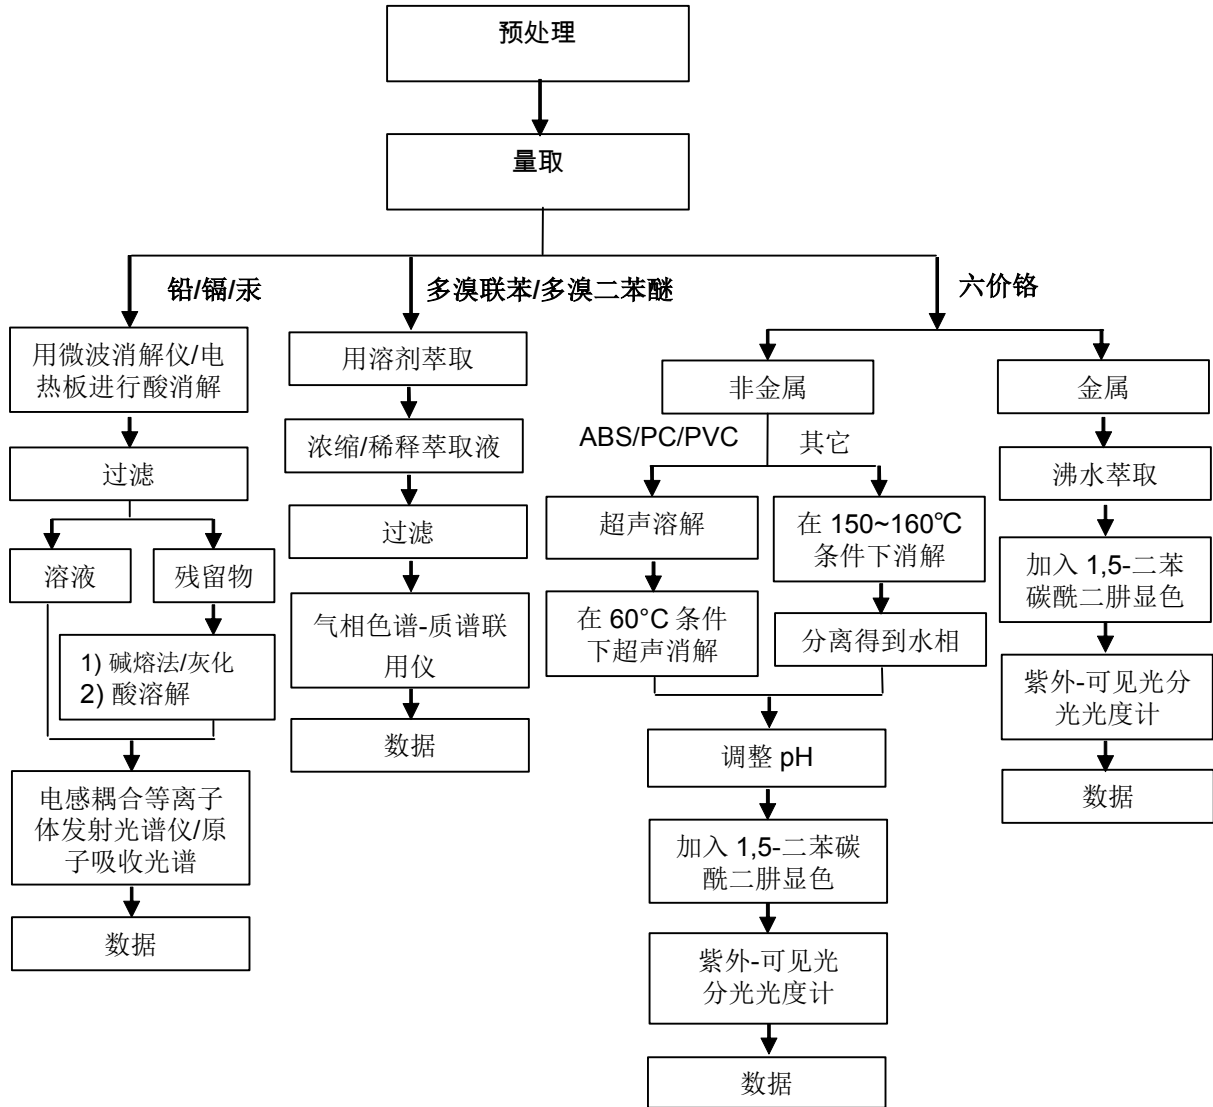 预处理
量取
铅/镉/汞
多溴联苯/多溴二苯醚
六价铬
用微波消解仪/电
热板进行酸消解
过滤
溶液
残留物
1) 碱熔法/灰化
2) 酸溶解
电感耦合等离子
体发射光谱仪/原
子吸收光谱
数据
用溶剂萃取
浓缩/稀释萃取液
过滤
气相色谱-质谱联
用仪
数据
非金属
ABS/PC/PVC
其它
超声溶解
在 60°C 条件
下超声消解
在 150~160℃
条件下消解
分离得到水相
调整 pH
加入 1,5-二苯碳
酰二肼显色
紫外-可见光
分光光度计
数据
金属
沸水萃取
加入 1,5-二苯
碳酰二肼显色
紫外-可见光分
光光度计
数据